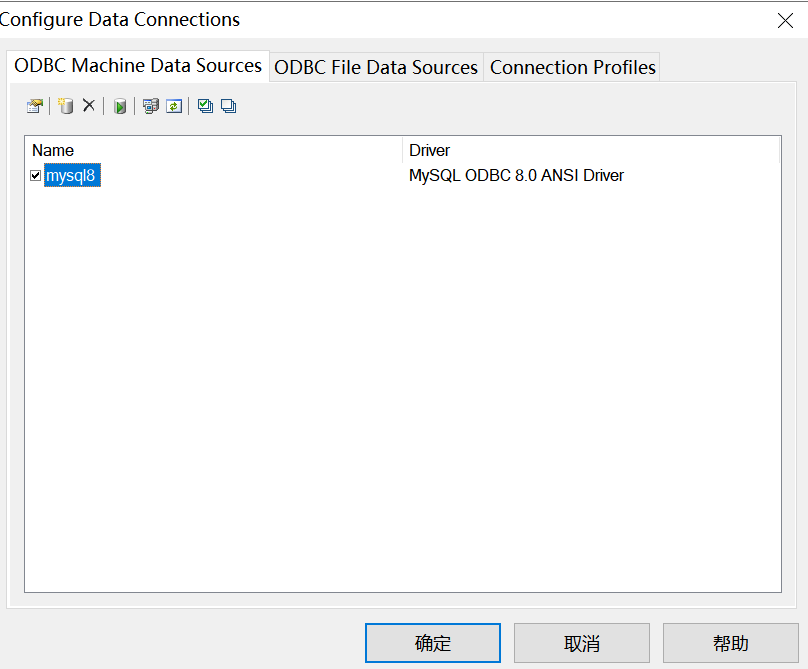 Configure Data Connections
ODBC Machine Data Sources ODBC File Data Sources Connection Profiles
Name Driver
mysql8 MySQL ODBC 8.0 ANSI Driver
确定 取消 帮助